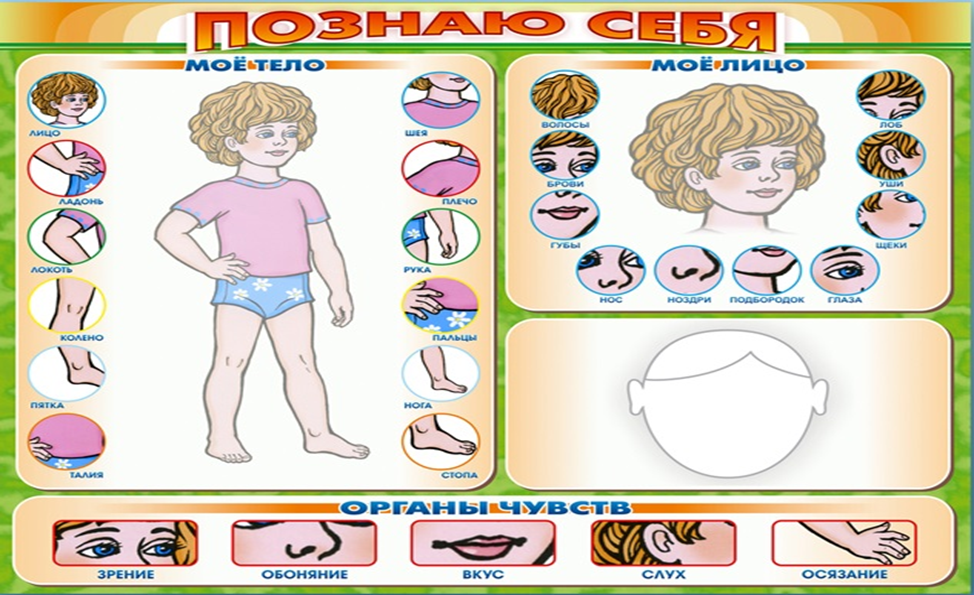 ПОЗНАЮ СЕБЯ
МОЁ ТЕЛО
ЛИЦО
ШЕЯ
ЛАДОНЬ
ПЛЕЧО
ЛОКОТЬ
РУКА
КОЛЕНО
ПАЛЬЦЫ
ПЯТКА
НОГА
ТАЛИЯ
СТОПА
МОЁ ЛИЦО
ВОЛОСЫ
ЛОБ
БРОВИ
УШИ
ГУБЫ
ЩЕКИ
НОС
НОЗДРИ
ПОДБОРОДОК
ГЛАЗА
ОРГАНЫ ЧУВСТВ
ЗРЕНИЕ
ОБОНЯНИЕ
ВКУС
СЛУХ
ОСЯЗАНИЕ